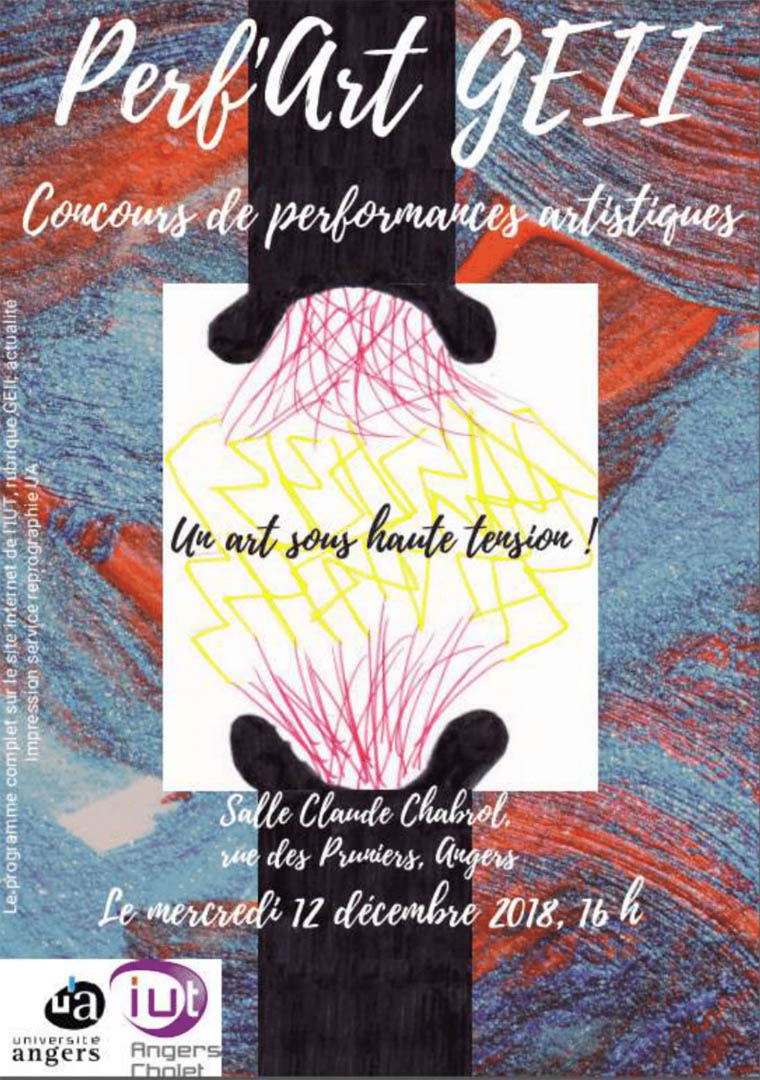 Perf'Art GEII
Concours de performances artistiques
Un art sous haute tension !
Salle Claude Chabrol,
rue des Pruniers, Angers
Le mercredi 12 décembre 2018, 16 h
Le programme complet sur le site internet de l'IUT, rubrique GEII, actualité
Impression service reprographie UA
ua
université
angers
iut
Angers
Cholet